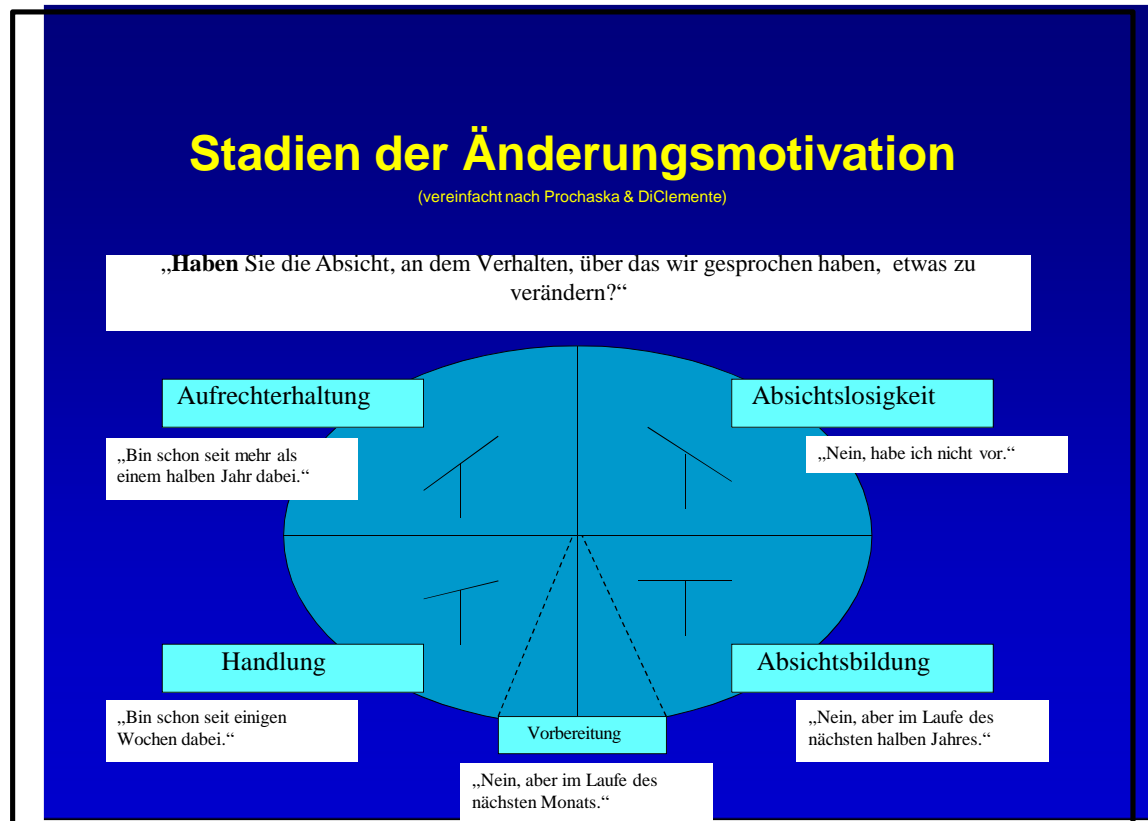 Stadien der Änderungsmotivation
(vereinfacht nach Prochaska & DiClemente)
„Haben Sie die Absicht, an dem Verhalten, über das wir gesprochen haben, etwas zu
verändern?“
Aufrechterhaltung
„Bin schon seit mehr als
einem halben Jahr dabei.“
Absichtslosigkeit
„Nein, habe ich nicht vor.“
Handlung
„Bin schon seit einigen
Wochen dabei.“
Vorbereitung
„Nein, aber im Laufe des
nächsten Monats.“
Absichtsbildung
„Nein, aber im Laufe des
nächsten halben Jahres.“